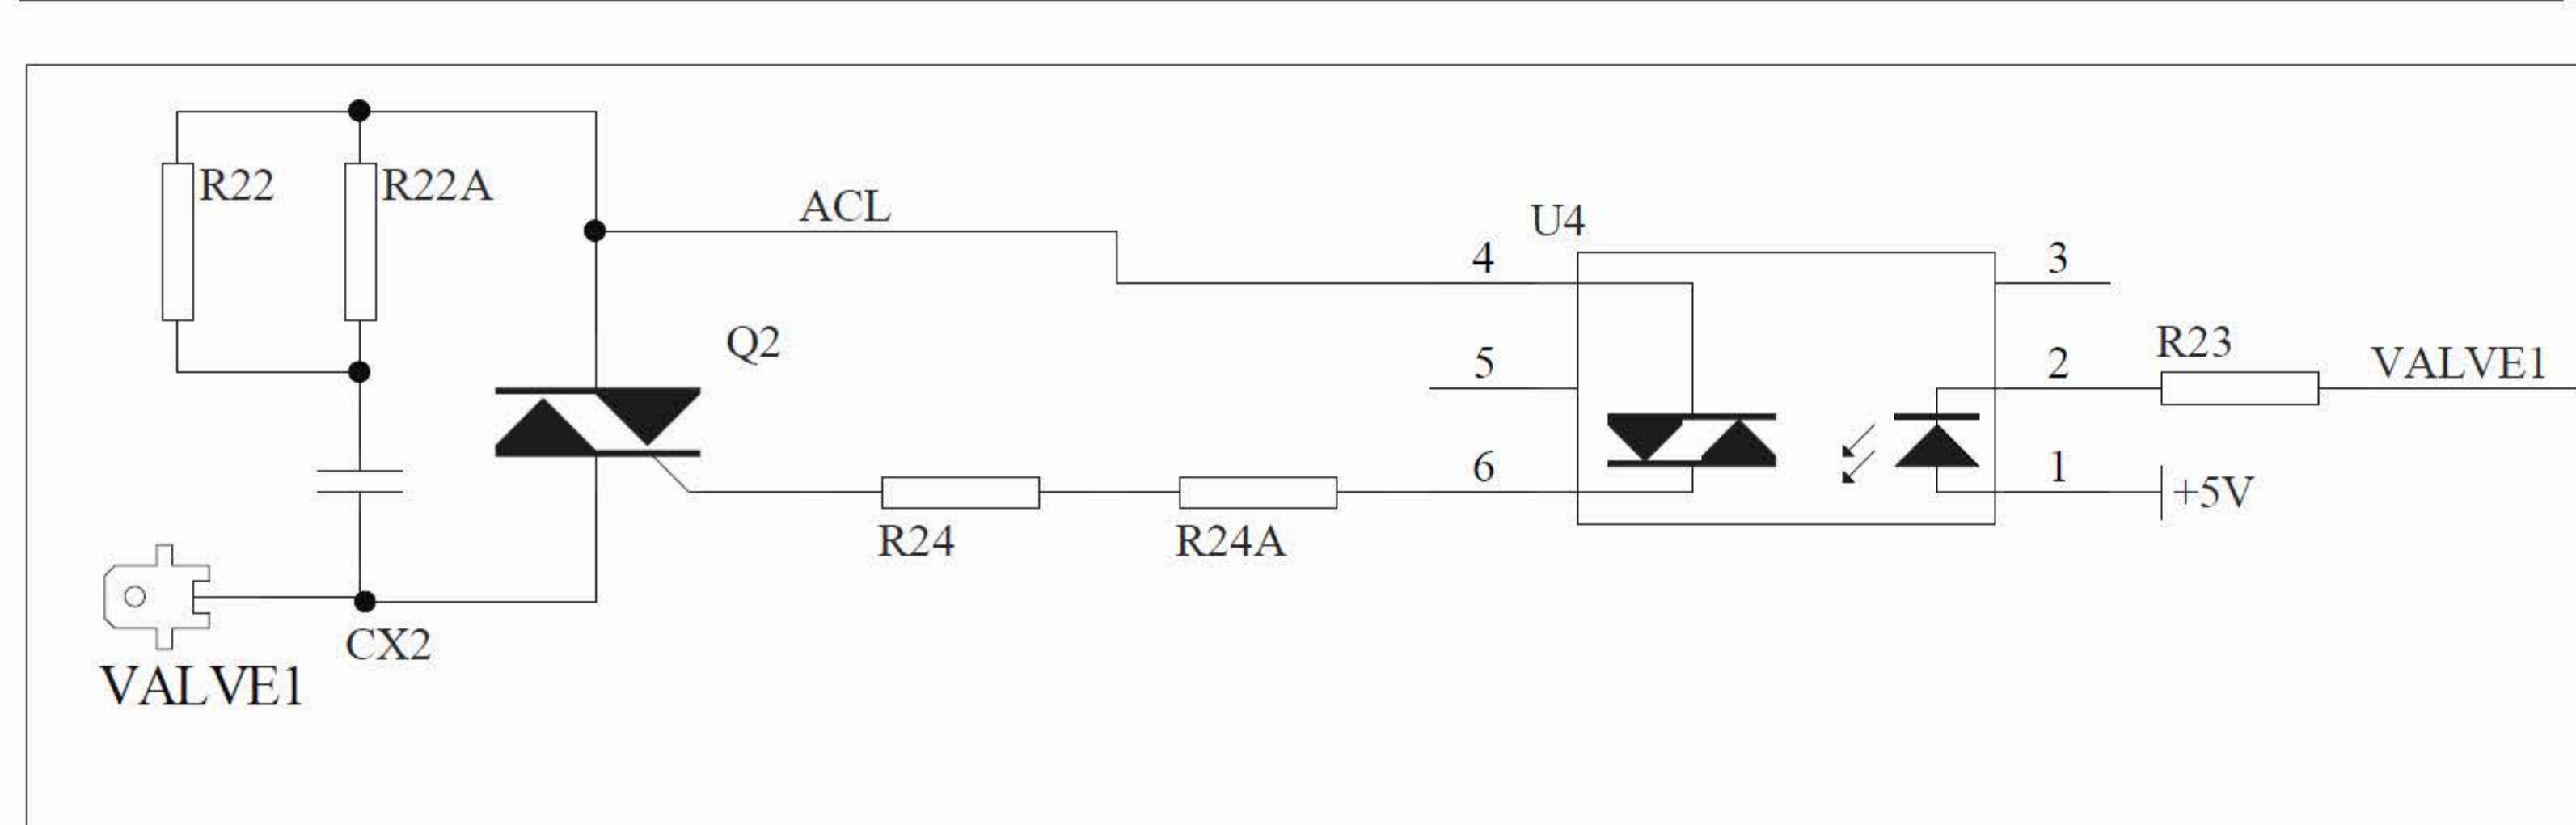 R22
R22A
ACL
U4
4
3
Q2
5
2
R23
VALVE1
6
1
+5V
R24
R24A
CX2
VALVE1